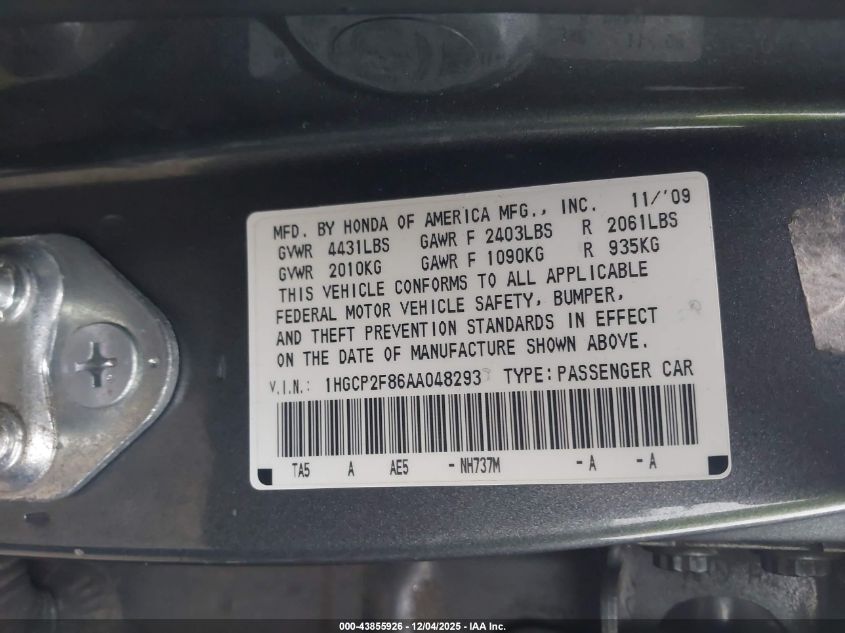 MFD. BY HONDA OF AMERICA MFG., INC. 11/'09
GVWR 4431LBS GAWR F 2403LBS R 2061LBS
GVWR 2010KG GAWR F 1090KG R 935KG
THIS VEHICLE CONFORMS TO ALL APPLICABLE
FEDERAL MOTOR VEHICLE SAFETY, BUMPER,
AND THEFT PREVENTION STANDARDS IN EFFECT
ON THE DATE OF MANUFACTURE SHOWN ABOVE.
V.I.N.: 1HGCP2F86AA048293 TYPE: PASSENGER CAR
TA5 A AE5 - NH737M - A - A
000-43855926 - 12/04/2025 - IAA Inc.